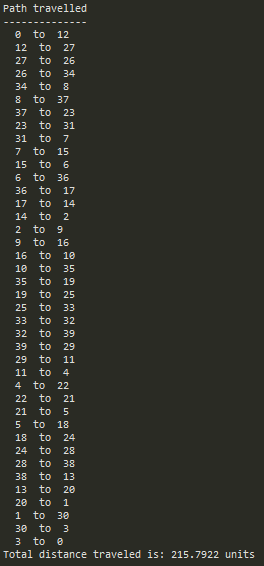 Path travelled
--------------
0 to 12
12 to 27
27 to 26
26 to 34
34 to 8
8 to 37
37 to 23
23 to 31
31 to 7
7 to 15
15 to 6
6 to 36
36 to 17
17 to 14
14 to 2
2 to 9
9 to 16
16 to 10
10 to 35
35 to 19
19 to 25
25 to 33
33 to 32
32 to 39
39 to 29
29 to 11
11 to 4
4 to 22
22 to 21
21 to 5
5 to 18
18 to 24
24 to 28
28 to 38
38 to 13
13 to 20
20 to 1
1 to 30
30 to 3
3 to 0
Total distance traveled is: 215.7922 units